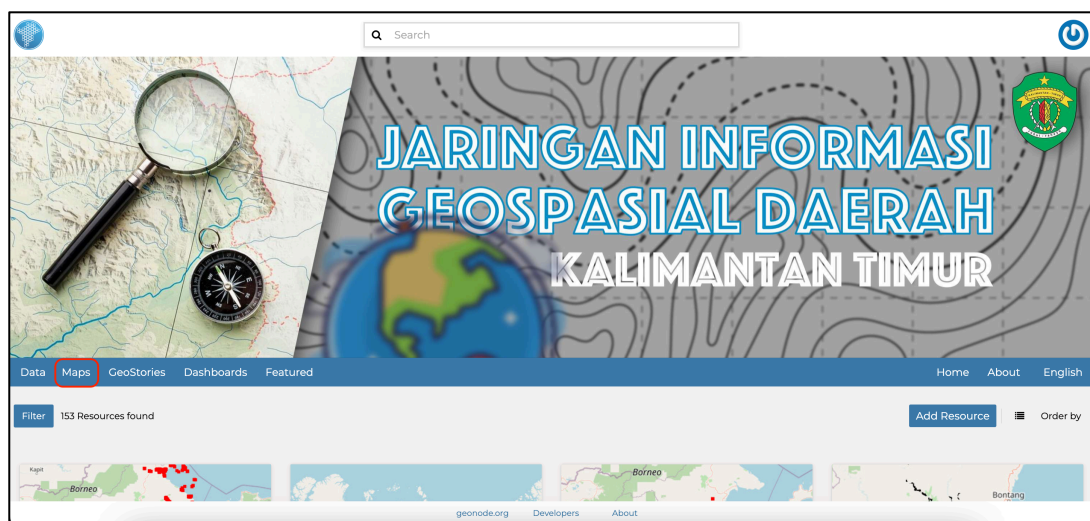 Search
JARINGAN INFORMASI
GEOSPASIAL DAERAH
KALIMANTAN TIMUR
Data Maps GeoStories Dashboards Featured Home About English
Filter 153 Resources found Add Resource Order by
Kapit
Borneo
Borneo
Bontang
geonode.org Developers About